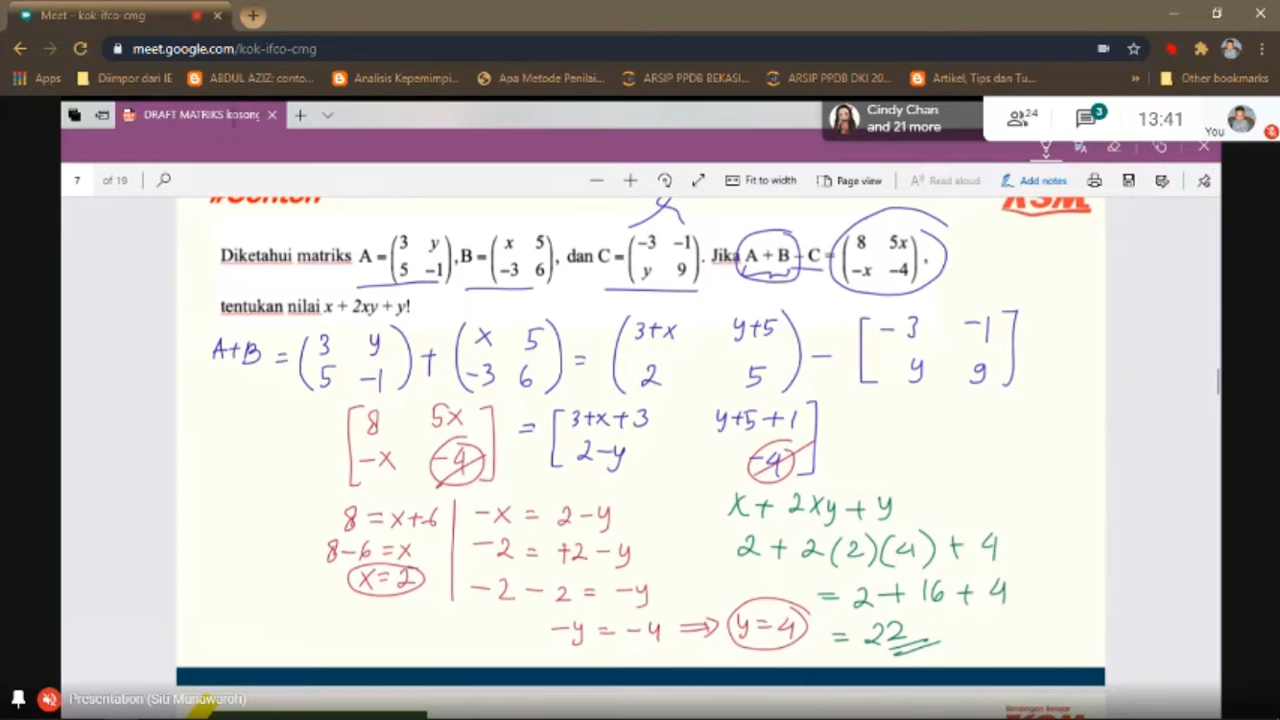 Meet – kok-ifco-cmg
meet.google.com/kok-ifco-cmg
Apps Diimpor dari IE ABDUL AZIZ: conto... Analisis Kepemimpi... Apa Metode Penilai... ARSIP PPDB BEKASI... ARSIP PPDB DKI 20... Artikel, Tips dan Tu... » Other bookmarks
DRAFT MATRIKS kosong
Cindy Chan
and 21 more
24 3 13:41 You
7 of 19 Fit to width Page view Read aloud Add notes
#Contoh KSM
Diketahui matriks A = (3 y 5 −1), B = (x 5 −3 6), dan C = (−3 −1 y 9). Jika A + B − C = (8 5x −x −4),
tentukan nilai x + 2xy + y!
A+B = (3 y 5 −1) + (x 5 −3 6) = (3+x y+5 2 5) − [−3 −1 y 9]
[8 5x −x −4] = [3+x+3 y+5+1 2−y −4]
8 = x+6
8−6 = x
x = 2
−x = 2−y
−2 = +2−y
−2−2 = −y
−y = −4 ⇒ y = 4
x + 2xy + y
2 + 2(2)(4) + 4
= 2 + 16 + 4
= 22
Presentation (Siti Munawaroh)
Bimbingan Belajar
KSM